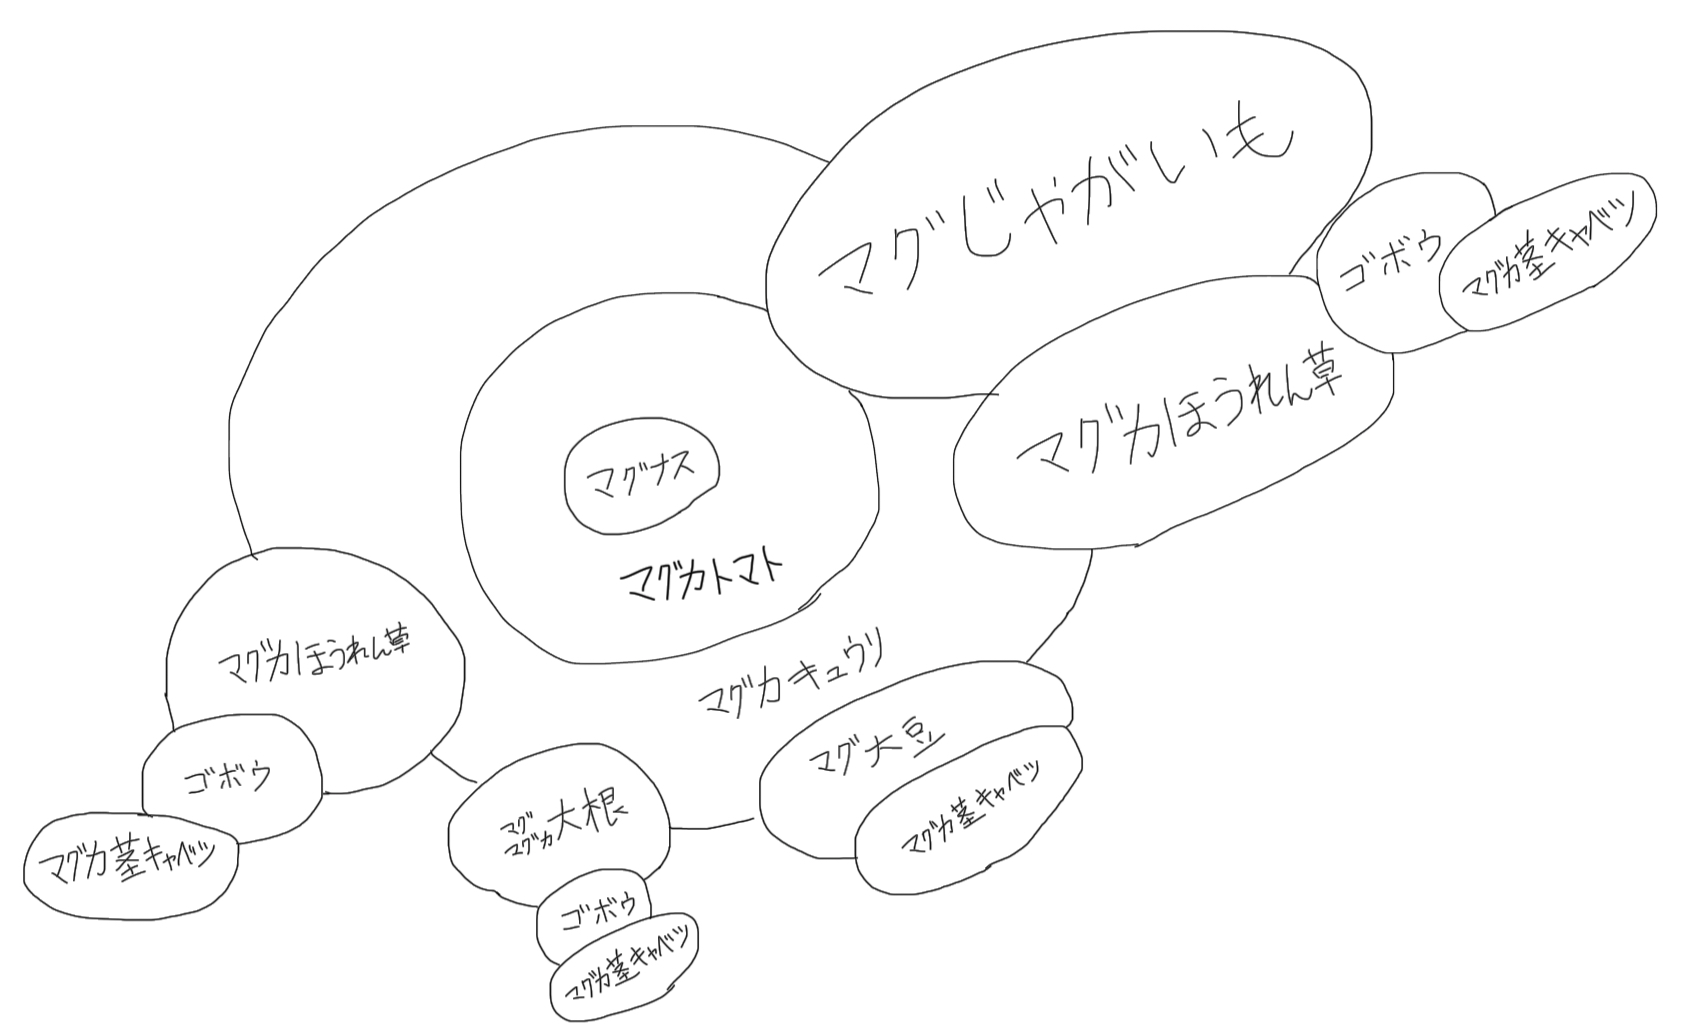 マグじゃがいも
ゴボウ
マグカ茎キャベツ
マグカほうれん草
マグナス
マグカトマト
マグカキュウリ
マグカほうれん草
ゴボウ
マグカ茎キャベツ
マグ
マグカ大根
ゴボウ
マグカ茎キャベツ
マグ大豆
マグカ茎キャベツ